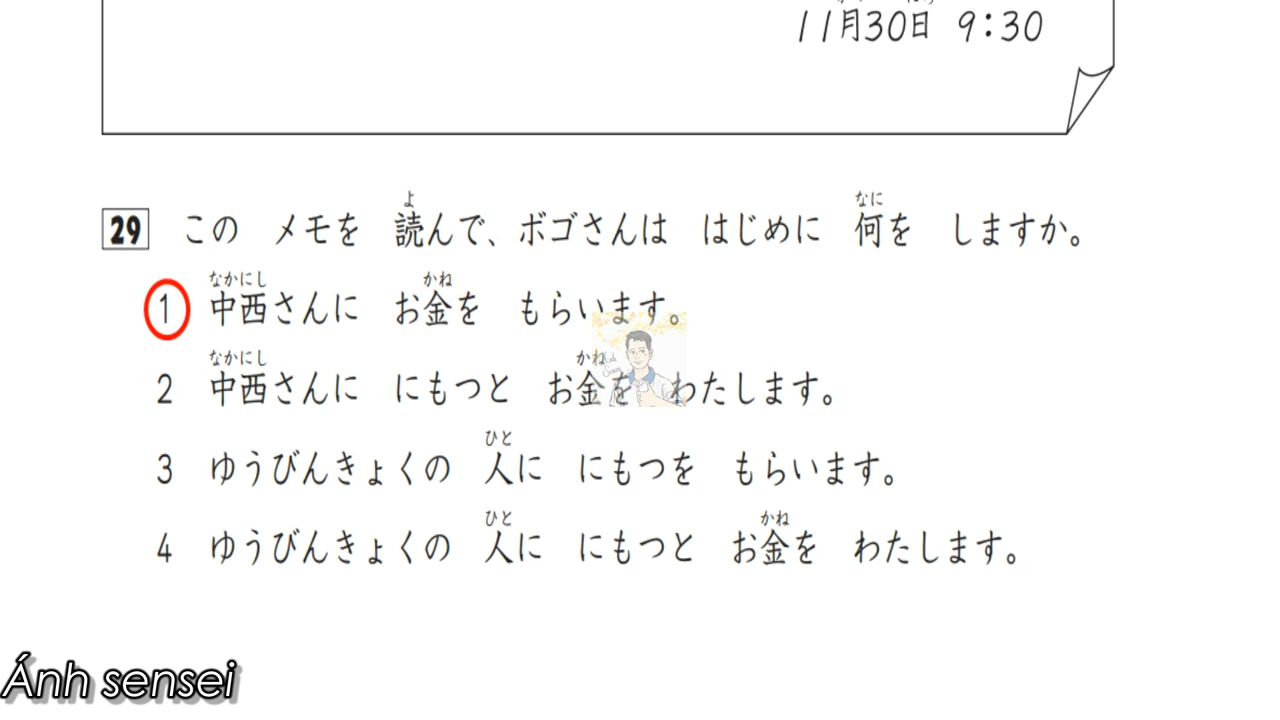 11月30日 9:30
29 この メモを 読んで、ボゴさんは はじめに 何を しますか。
1 中西さんに お金を もらいます。
2 中西さんに にもつと お金を わたします。
3 ゆうびんきょくの 人に にもつを もらいます。
4 ゆうびんきょくの 人に にもつと お金を わたします。
Ánh sensei